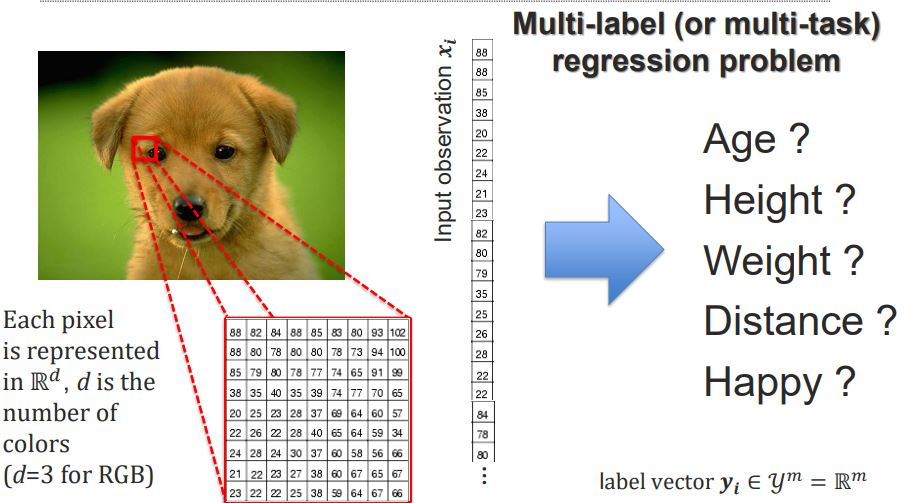 Multi-label (or multi-task)
regression problem
Input observation xᵢ
88
88
85
38
20
22
24
21
23
82
80
79
35
25
26
28
22
22
84
78
80
⋮
Age ?
Height ?
Weight ?
Distance ?
Happy ?
Each pixel
is represented
in ℝᵈ, d is the
number of
colors
(d=3 for RGB)
88 82 84 88 85 83 80 93 102
88 80 78 80 80 78 73 94 100
85 79 80 78 77 74 65 91 99
38 35 40 35 39 74 77 70 65
20 25 23 28 37 69 64 60 57
22 26 22 28 40 65 64 59 34
24 28 24 30 37 60 58 56 66
21 22 23 27 38 60 67 65 67
23 22 22 25 38 59 64 67 66
label vector yᵢ ∈ 𝒴ᵐ = ℝᵐ